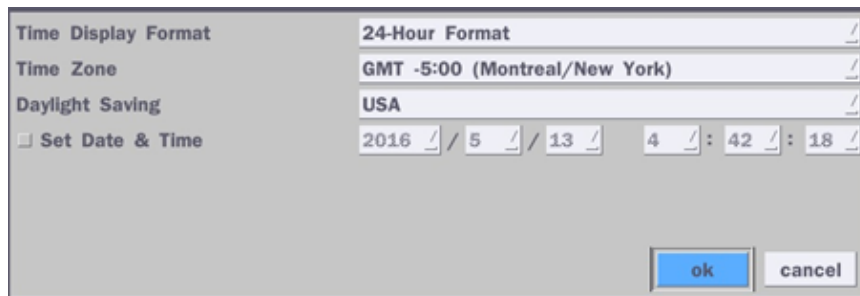 Time Display Format 24-Hour Format
Time Zone GMT -5:00 (Montreal/New York)
Daylight Saving USA
Set Date & Time 2016 / 5 / 13 4 : 42 : 18
ok cancel